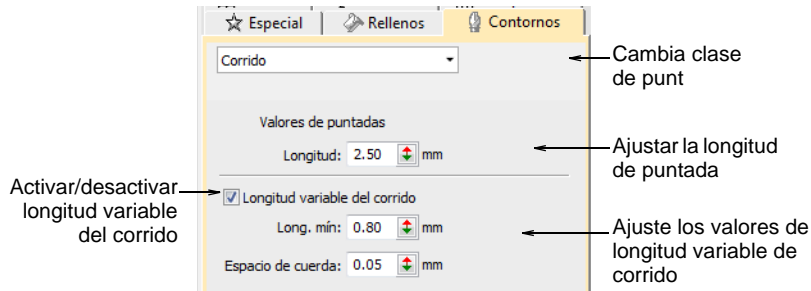 Especial
Rellenos
Contornos
Corrido
Cambia clase
de punt
Valores de puntadas
Longitud: 2.50 mm
Ajustar la longitud
de puntada
Activar/desactivar
longitud variable
del corrido
Longitud variable del corrido
Long. mín: 0.80 mm
Espacio de cuerda: 0.05 mm
Ajuste los valores de
longitud variable de
corrido